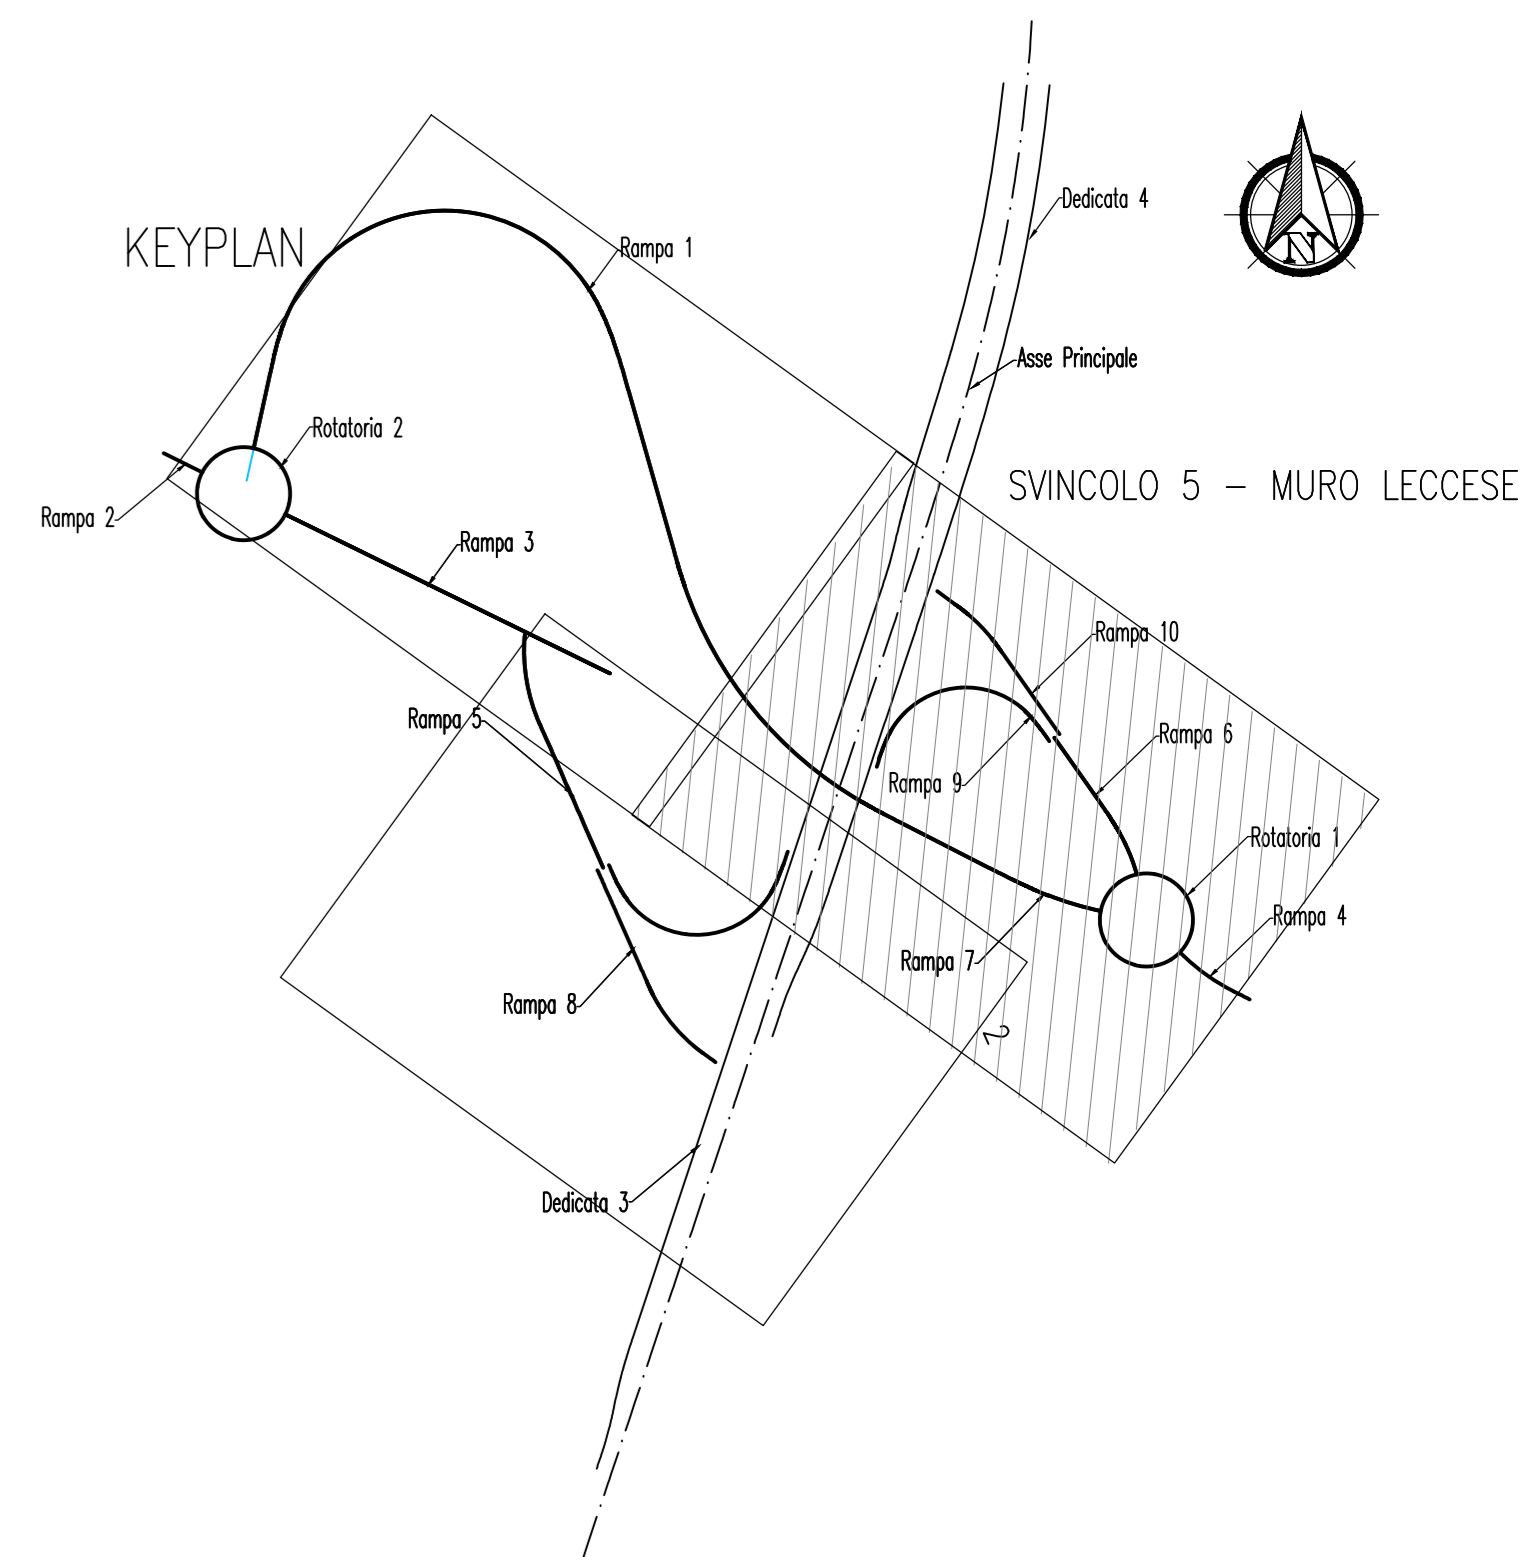 Dedicata 4
KEYPLAN
Rampa 1
N
Asse Principale
Rotatoria 2
SVINCOLO 5 – MURO LECCESE
Rampa 2
Rampa 3
Rampa 10
Rampa 5
Rampa 6
Rampa 9
Rotatoria 1
Rampa 4
Rampa 7
Rampa 8
2
Dedicata 3